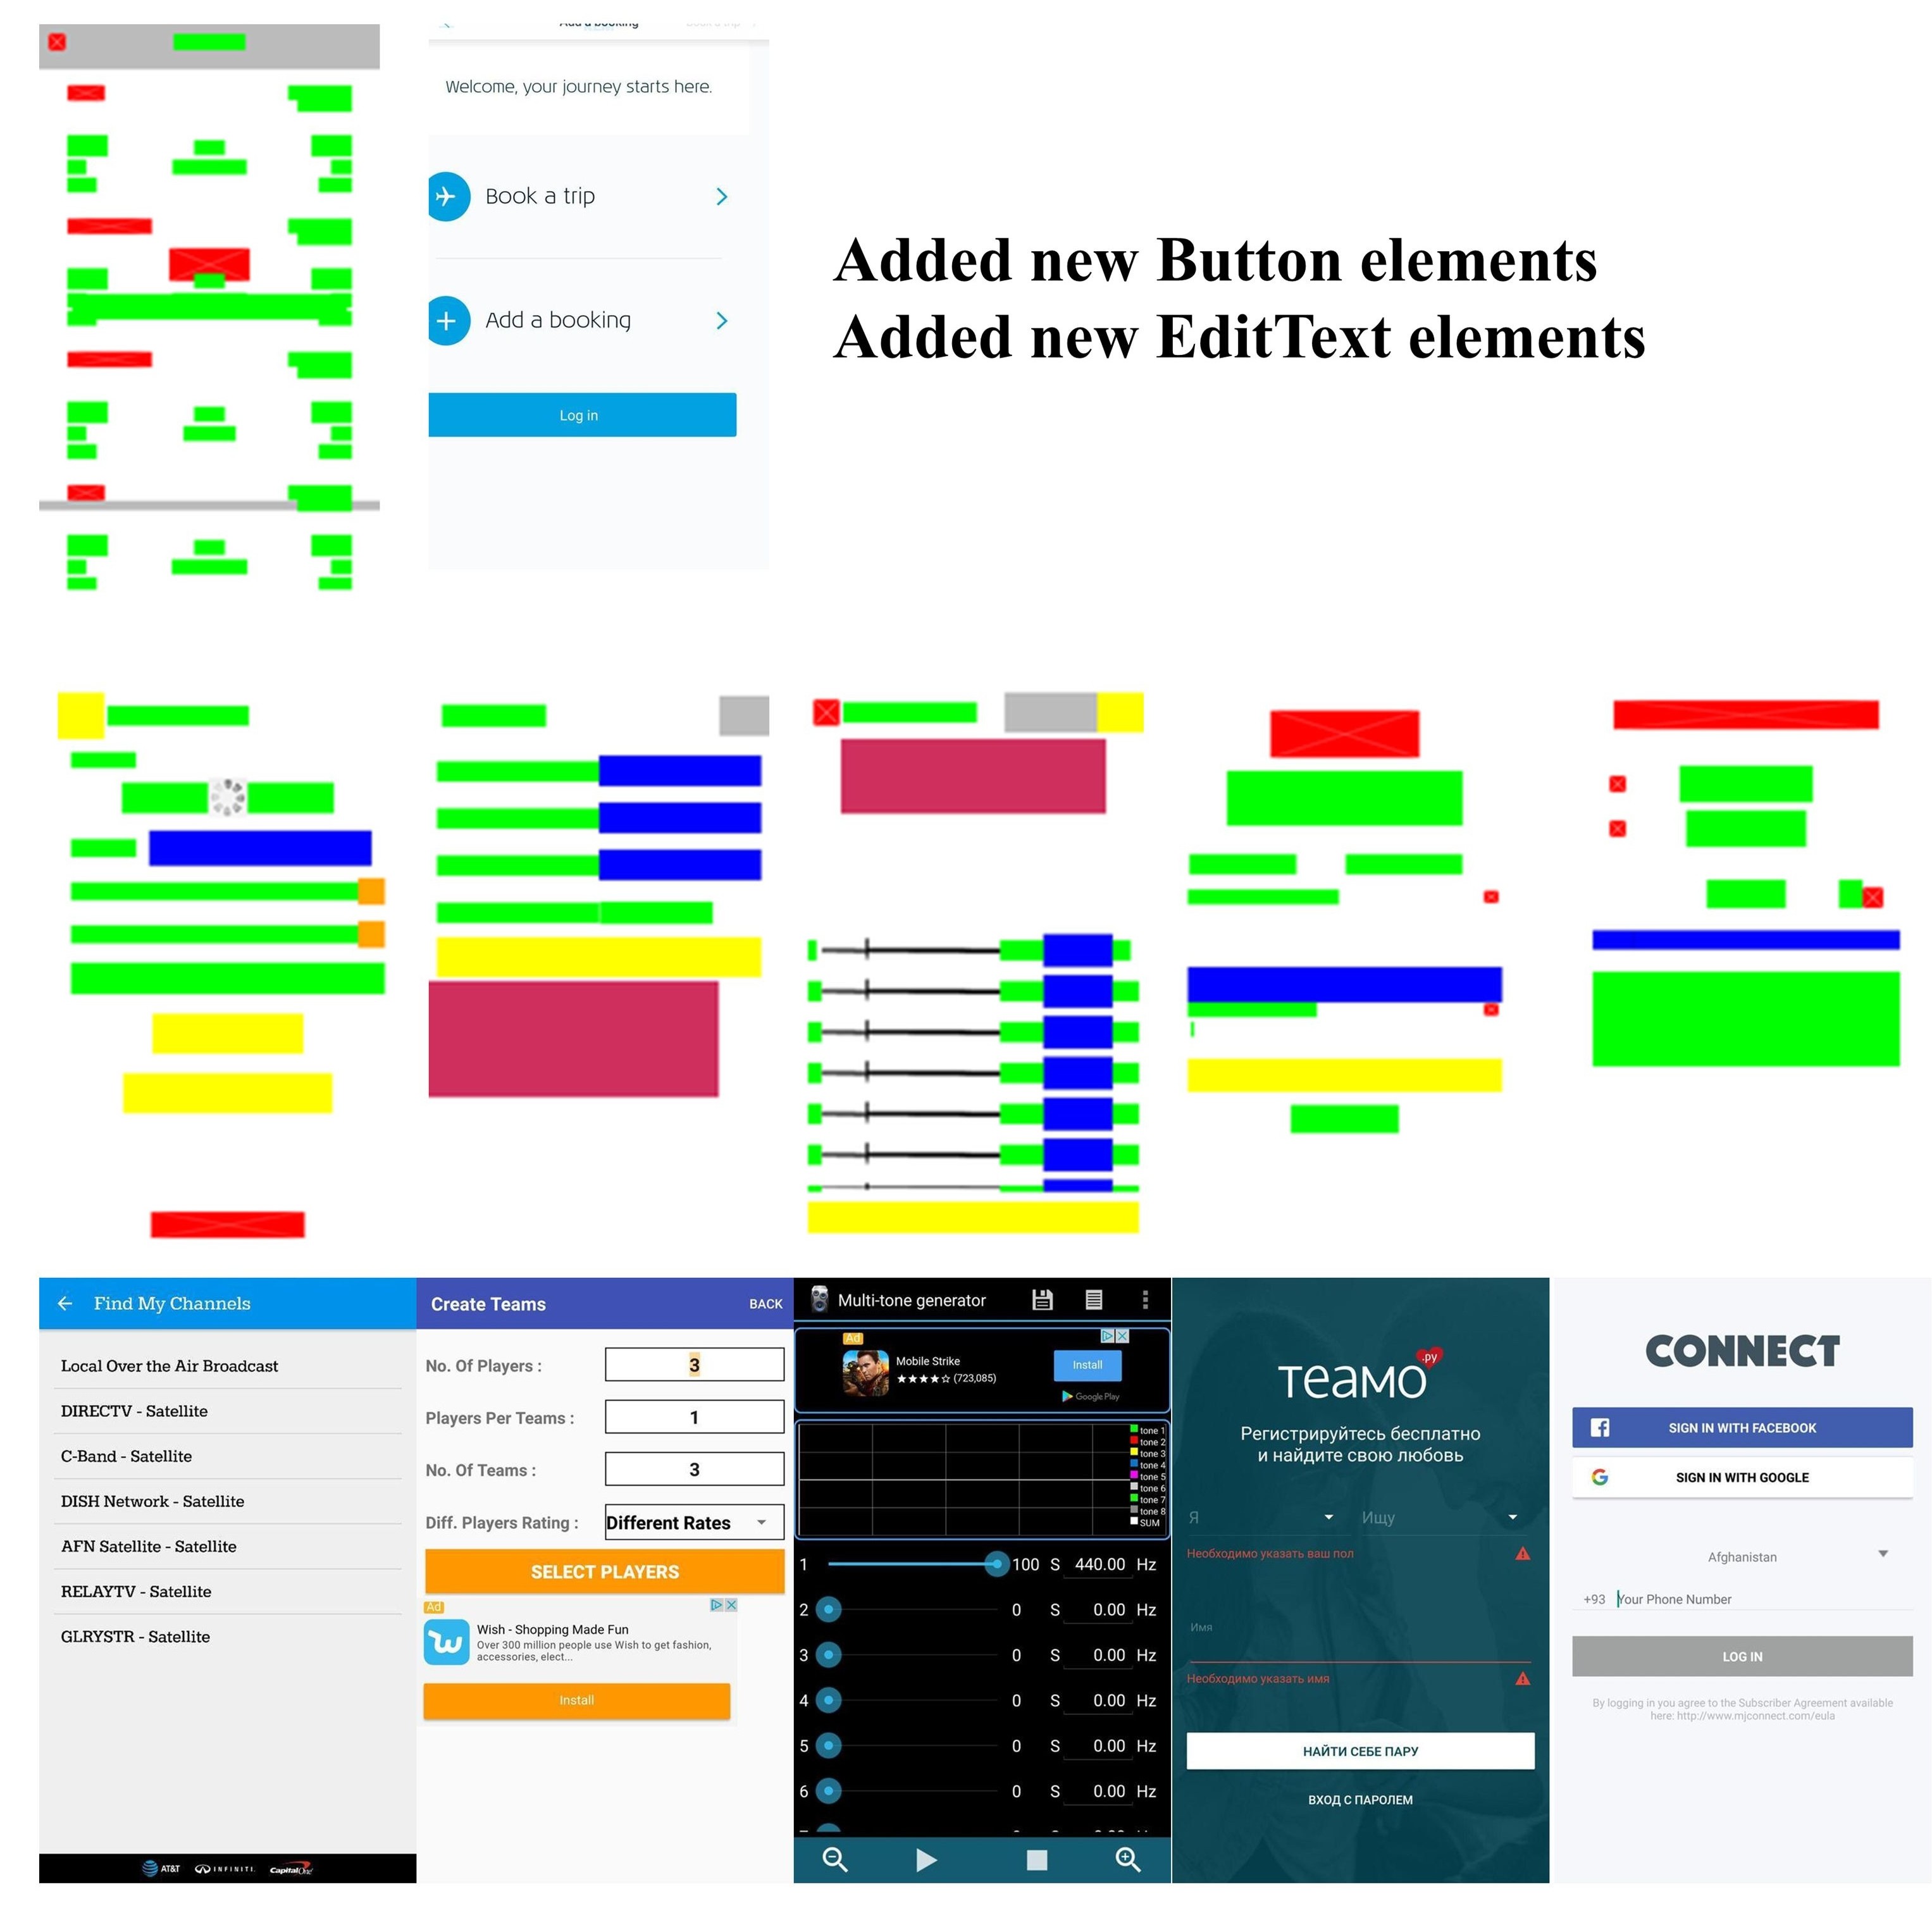 Add a booking
Welcome, your journey starts here.
Book a trip
Add a booking
Log in
Added new Button elements
Added new EditText elements
Find My Channels
Local Over the Air Broadcast
DIRECTV - Satellite
C-Band - Satellite
DISH Network - Satellite
AFN Satellite - Satellite
RELAYTV - Satellite
GLRYSTR - Satellite
AT&T INFINITI. Capital One
Create Teams BACK
No. Of Players : 3
Players Per Teams : 1
No. Of Teams : 3
Diff. Players Rating : Different Rates
SELECT PLAYERS
Ad
Wish - Shopping Made Fun
Over 300 million people use Wish to get fashion,
accessories, elect...
Install
Multi-tone generator
Ad
Mobile Strike
(723,085)
Install
Google Play
tone 1
tone 2
tone 3
tone 4
tone 5
tone 6
tone 7
tone 8
SUM
1 100 S 440.00 Hz
2 0 S 0.00 Hz
3 0 S 0.00 Hz
4 0 S 0.00 Hz
5 0 S 0.00 Hz
6 0 S 0.00 Hz
теамо .ру
Регистрируйтесь бесплатно
и найдите свою любовь
Я Ищу
Необходимо указать ваш пол
Имя
Необходимо указать имя
НАЙТИ СЕБЕ ПАРУ
ВХОД С ПАРОЛЕМ
CONNECT
SIGN IN WITH FACEBOOK
SIGN IN WITH GOOGLE
Afghanistan
+93 Your Phone Number
LOG IN
By logging in you agree to the Subscriber Agreement available
here: http://www.mjconnect.com/eula